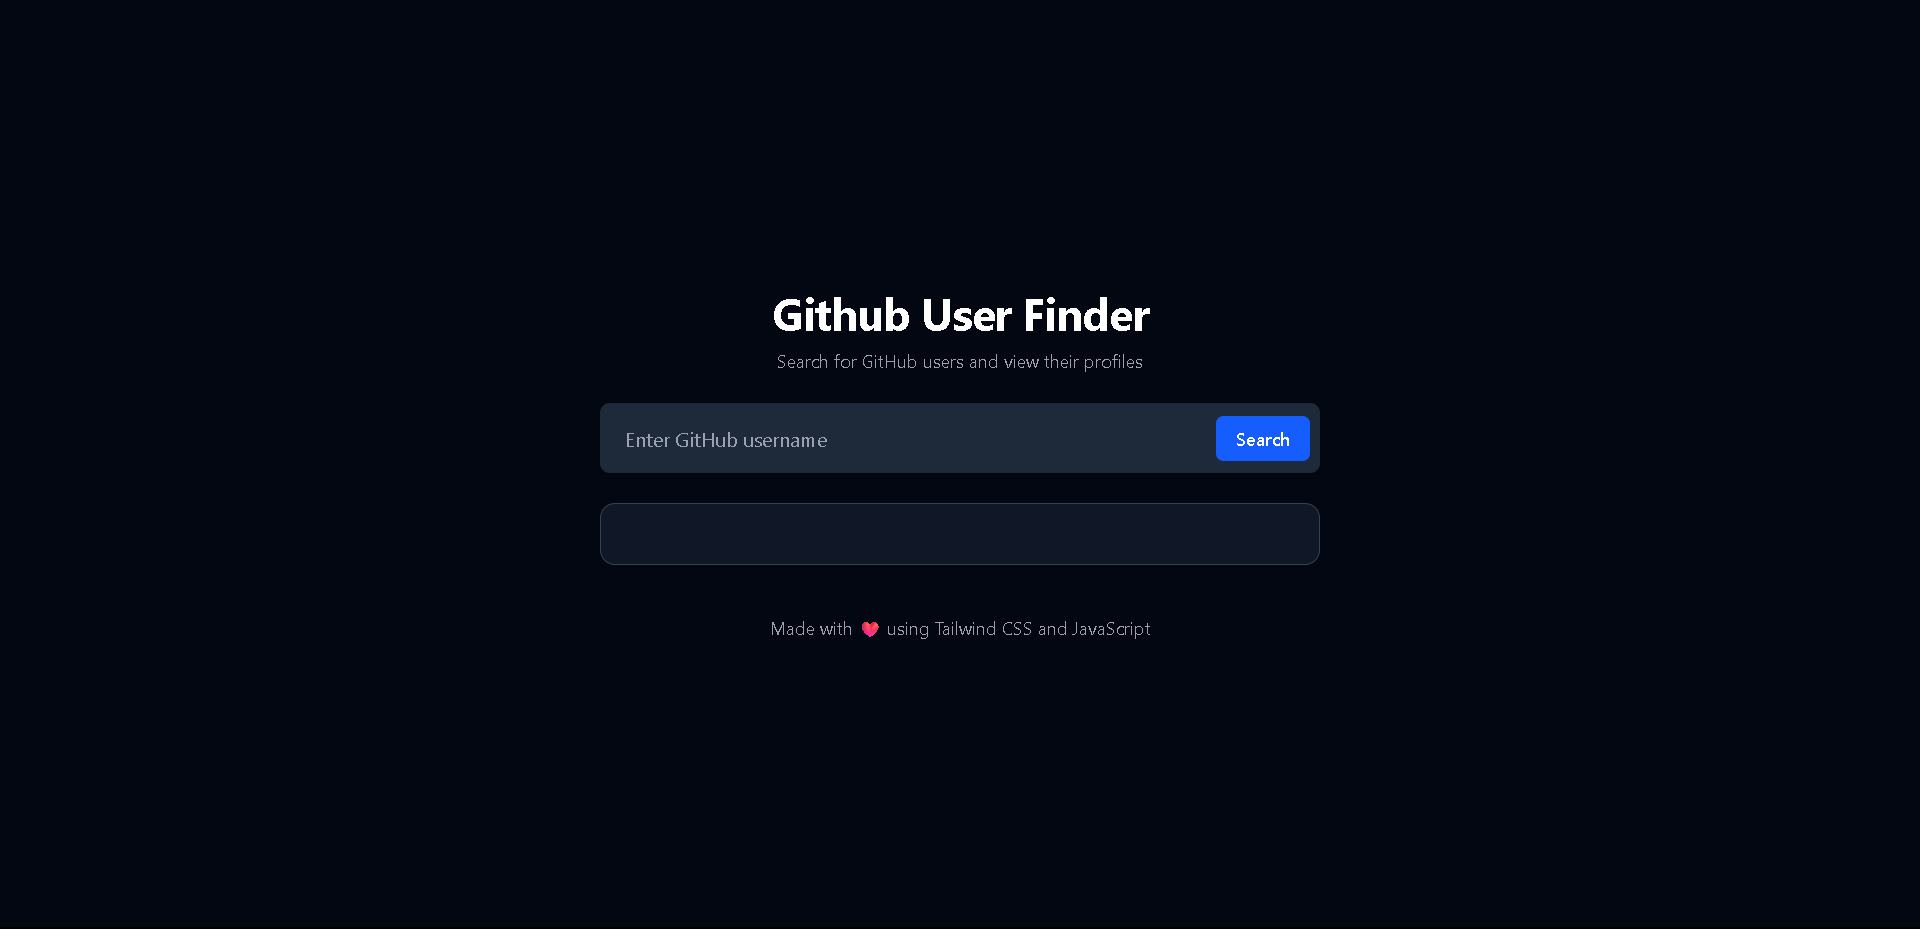 Github User Finder
Search for GitHub users and view their profiles
Enter GitHub username
Search
Made with ❤️ using Tailwind CSS and JavaScript